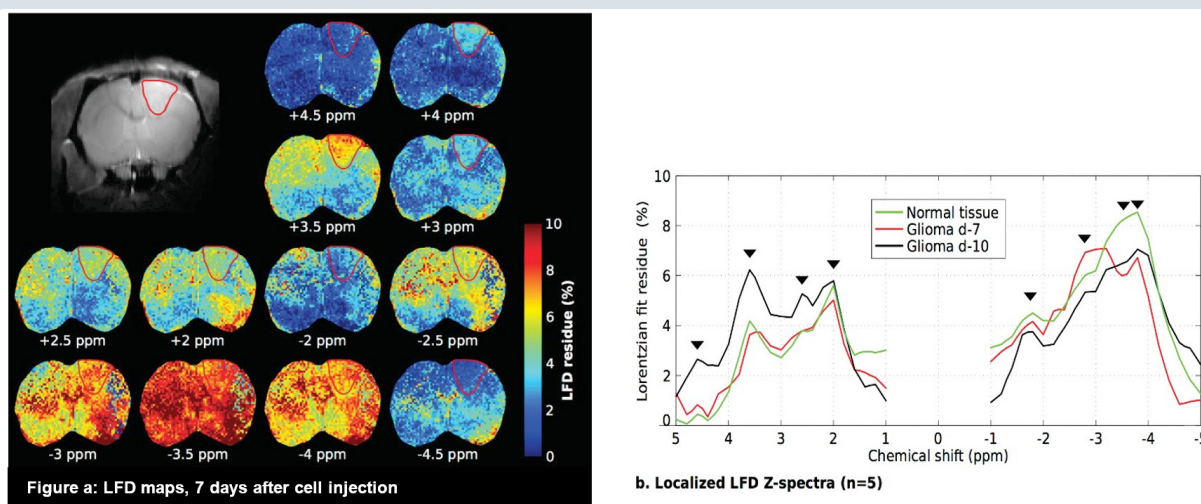 +4.5 ppm
+4 ppm
+3.5 ppm
+3 ppm
+2.5 ppm
+2 ppm
-2 ppm
-2.5 ppm
-3 ppm
-3.5 ppm
-4 ppm
-4.5 ppm
10
8
6
4
2
0
LFD residue (%)
Figure a: LFD maps, 7 days after cell injection
10
8
6
4
2
0
Lorentzian fit residue (%)
Normal tissue
Glioma d-7
Glioma d-10
5 4 3 2 1 0 -1 -2 -3 -4 -5
Chemical shift (ppm)
b. Localized LFD Z-spectra (n=5)